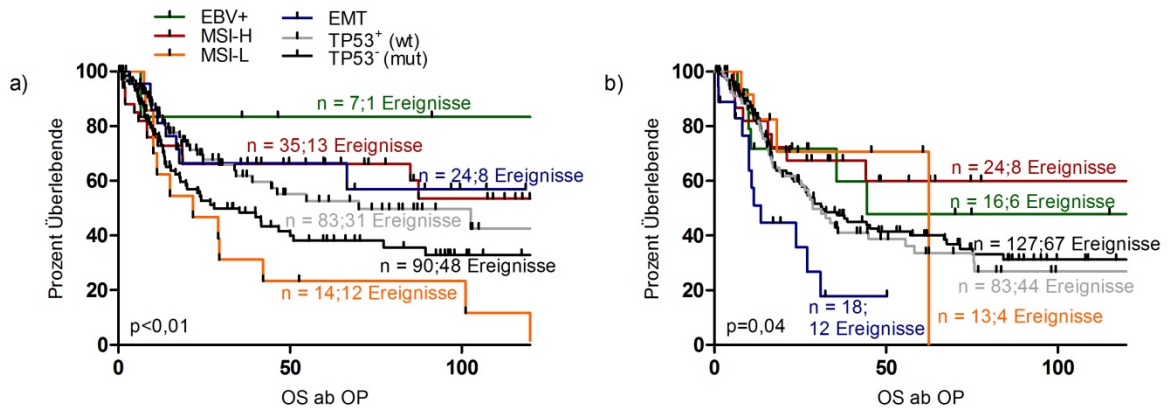 EBV+
MSI-H
MSI-L
EMT
TP53⁺ (wt)
TP53⁻ (mut)
a)
Prozent Überlebende
100
80
60
40
20
0
n = 7;1 Ereignisse
n = 35;13 Ereignisse
n = 24;8 Ereignisse
n = 83;31 Ereignisse
n = 90;48 Ereignisse
n = 14;12 Ereignisse
p<0,01
0 50 100
OS ab OP
b)
Prozent Überlebende
100
80
60
40
20
0
n = 24;8 Ereignisse
n = 16;6 Ereignisse
n = 127;67 Ereignisse
n = 83;44 Ereignisse
n = 18;
12 Ereignisse
n = 13;4 Ereignisse
p=0,04
0 50 100
OS ab OP